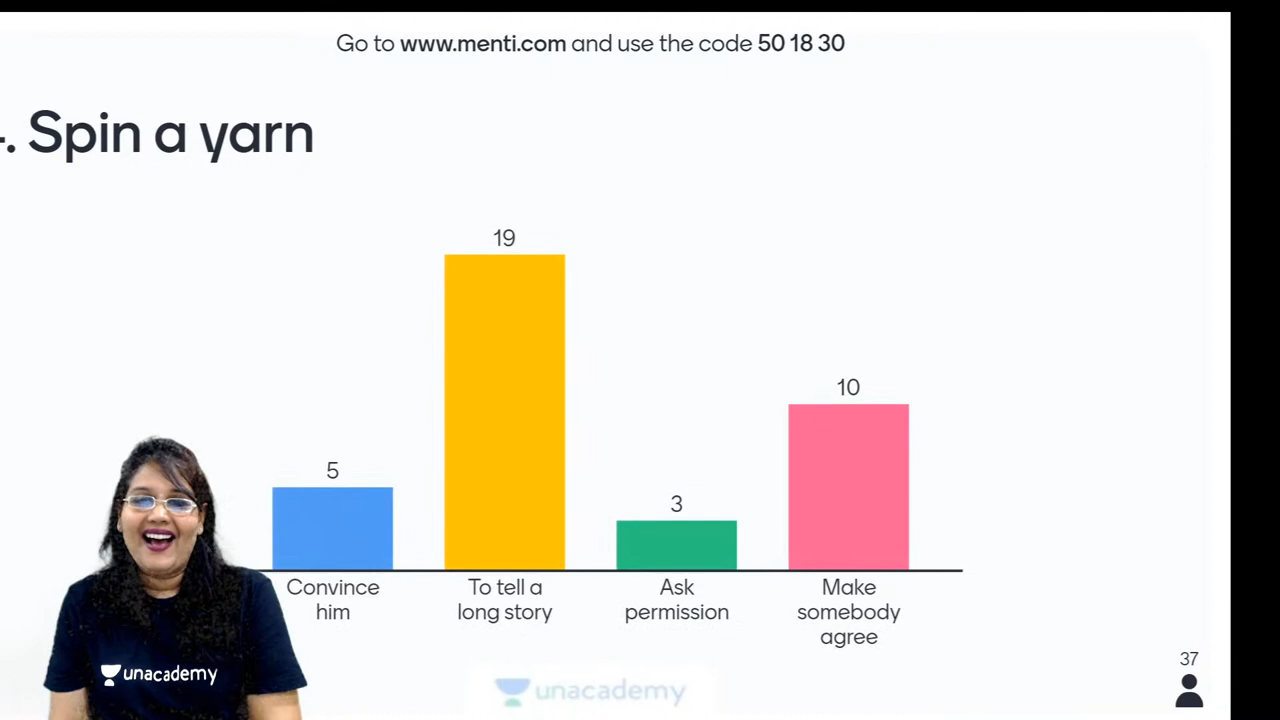 Go to www.menti.com and use the code 50 18 30
. Spin a yarn
19
10
5
3
Convince
him
To tell a
long story
Ask
permission
Make
somebody
agree
37
unacademy
unacademy